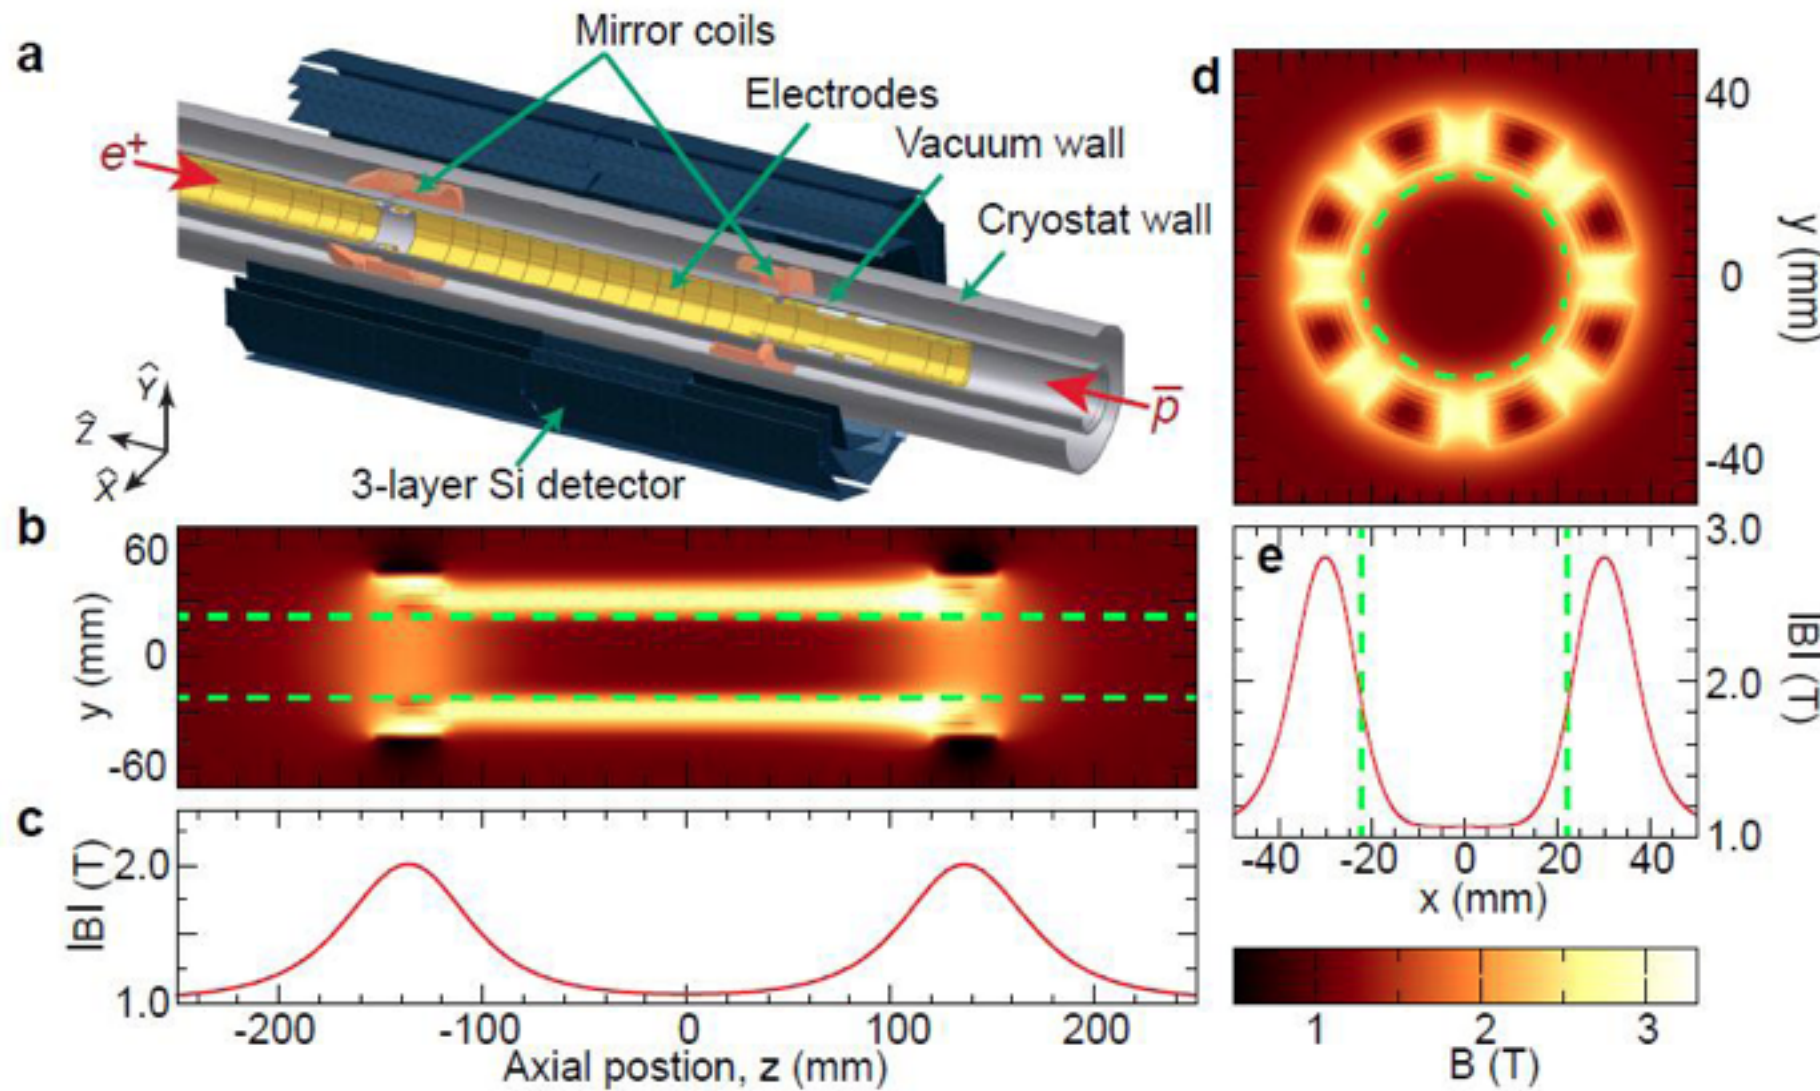 a
Mirror coils
Electrodes
Vacuum wall
Cryostat wall
e+
p̅
Ŷ
Ẑ
X̂
3-layer Si detector
b
60
0
-60
y (mm)
c
2.0
1.0
|B| (T)
-200 -100 0 100 200
Axial postion, z (mm)
d
40
0
-40
y (mm)
e
3.0
2.0
1.0
|B| (T)
-40 -20 0 20 40
x (mm)
1 2 3
B (T)